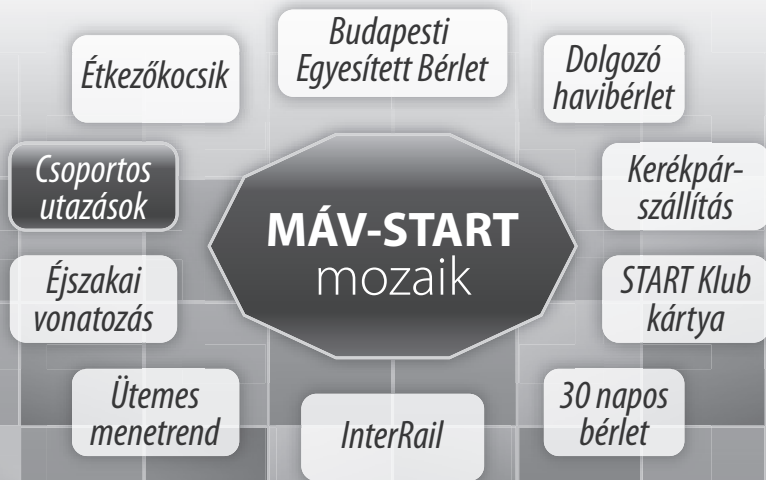 Budapesti
Egyesített Bérlet
Étkezőkocsik
Dolgozó
havibérlet
Csoportos
utazások
Kerékpár-
szállítás
MÁV-START
mozaik
Éjszakai
vonatozás
START Klub
kártya
Ütemes
menetrend
InterRail
30 napos
bérlet